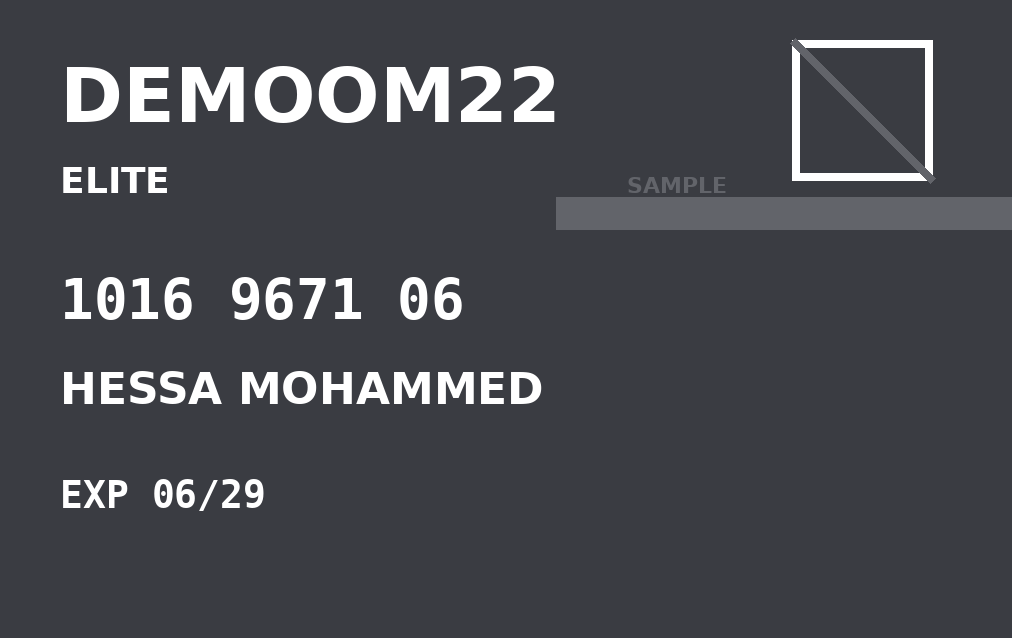 DEMOOM22
ELITE
SAMPLE
1016 9671 06
HESSA MOHAMMED
EXP 06/29